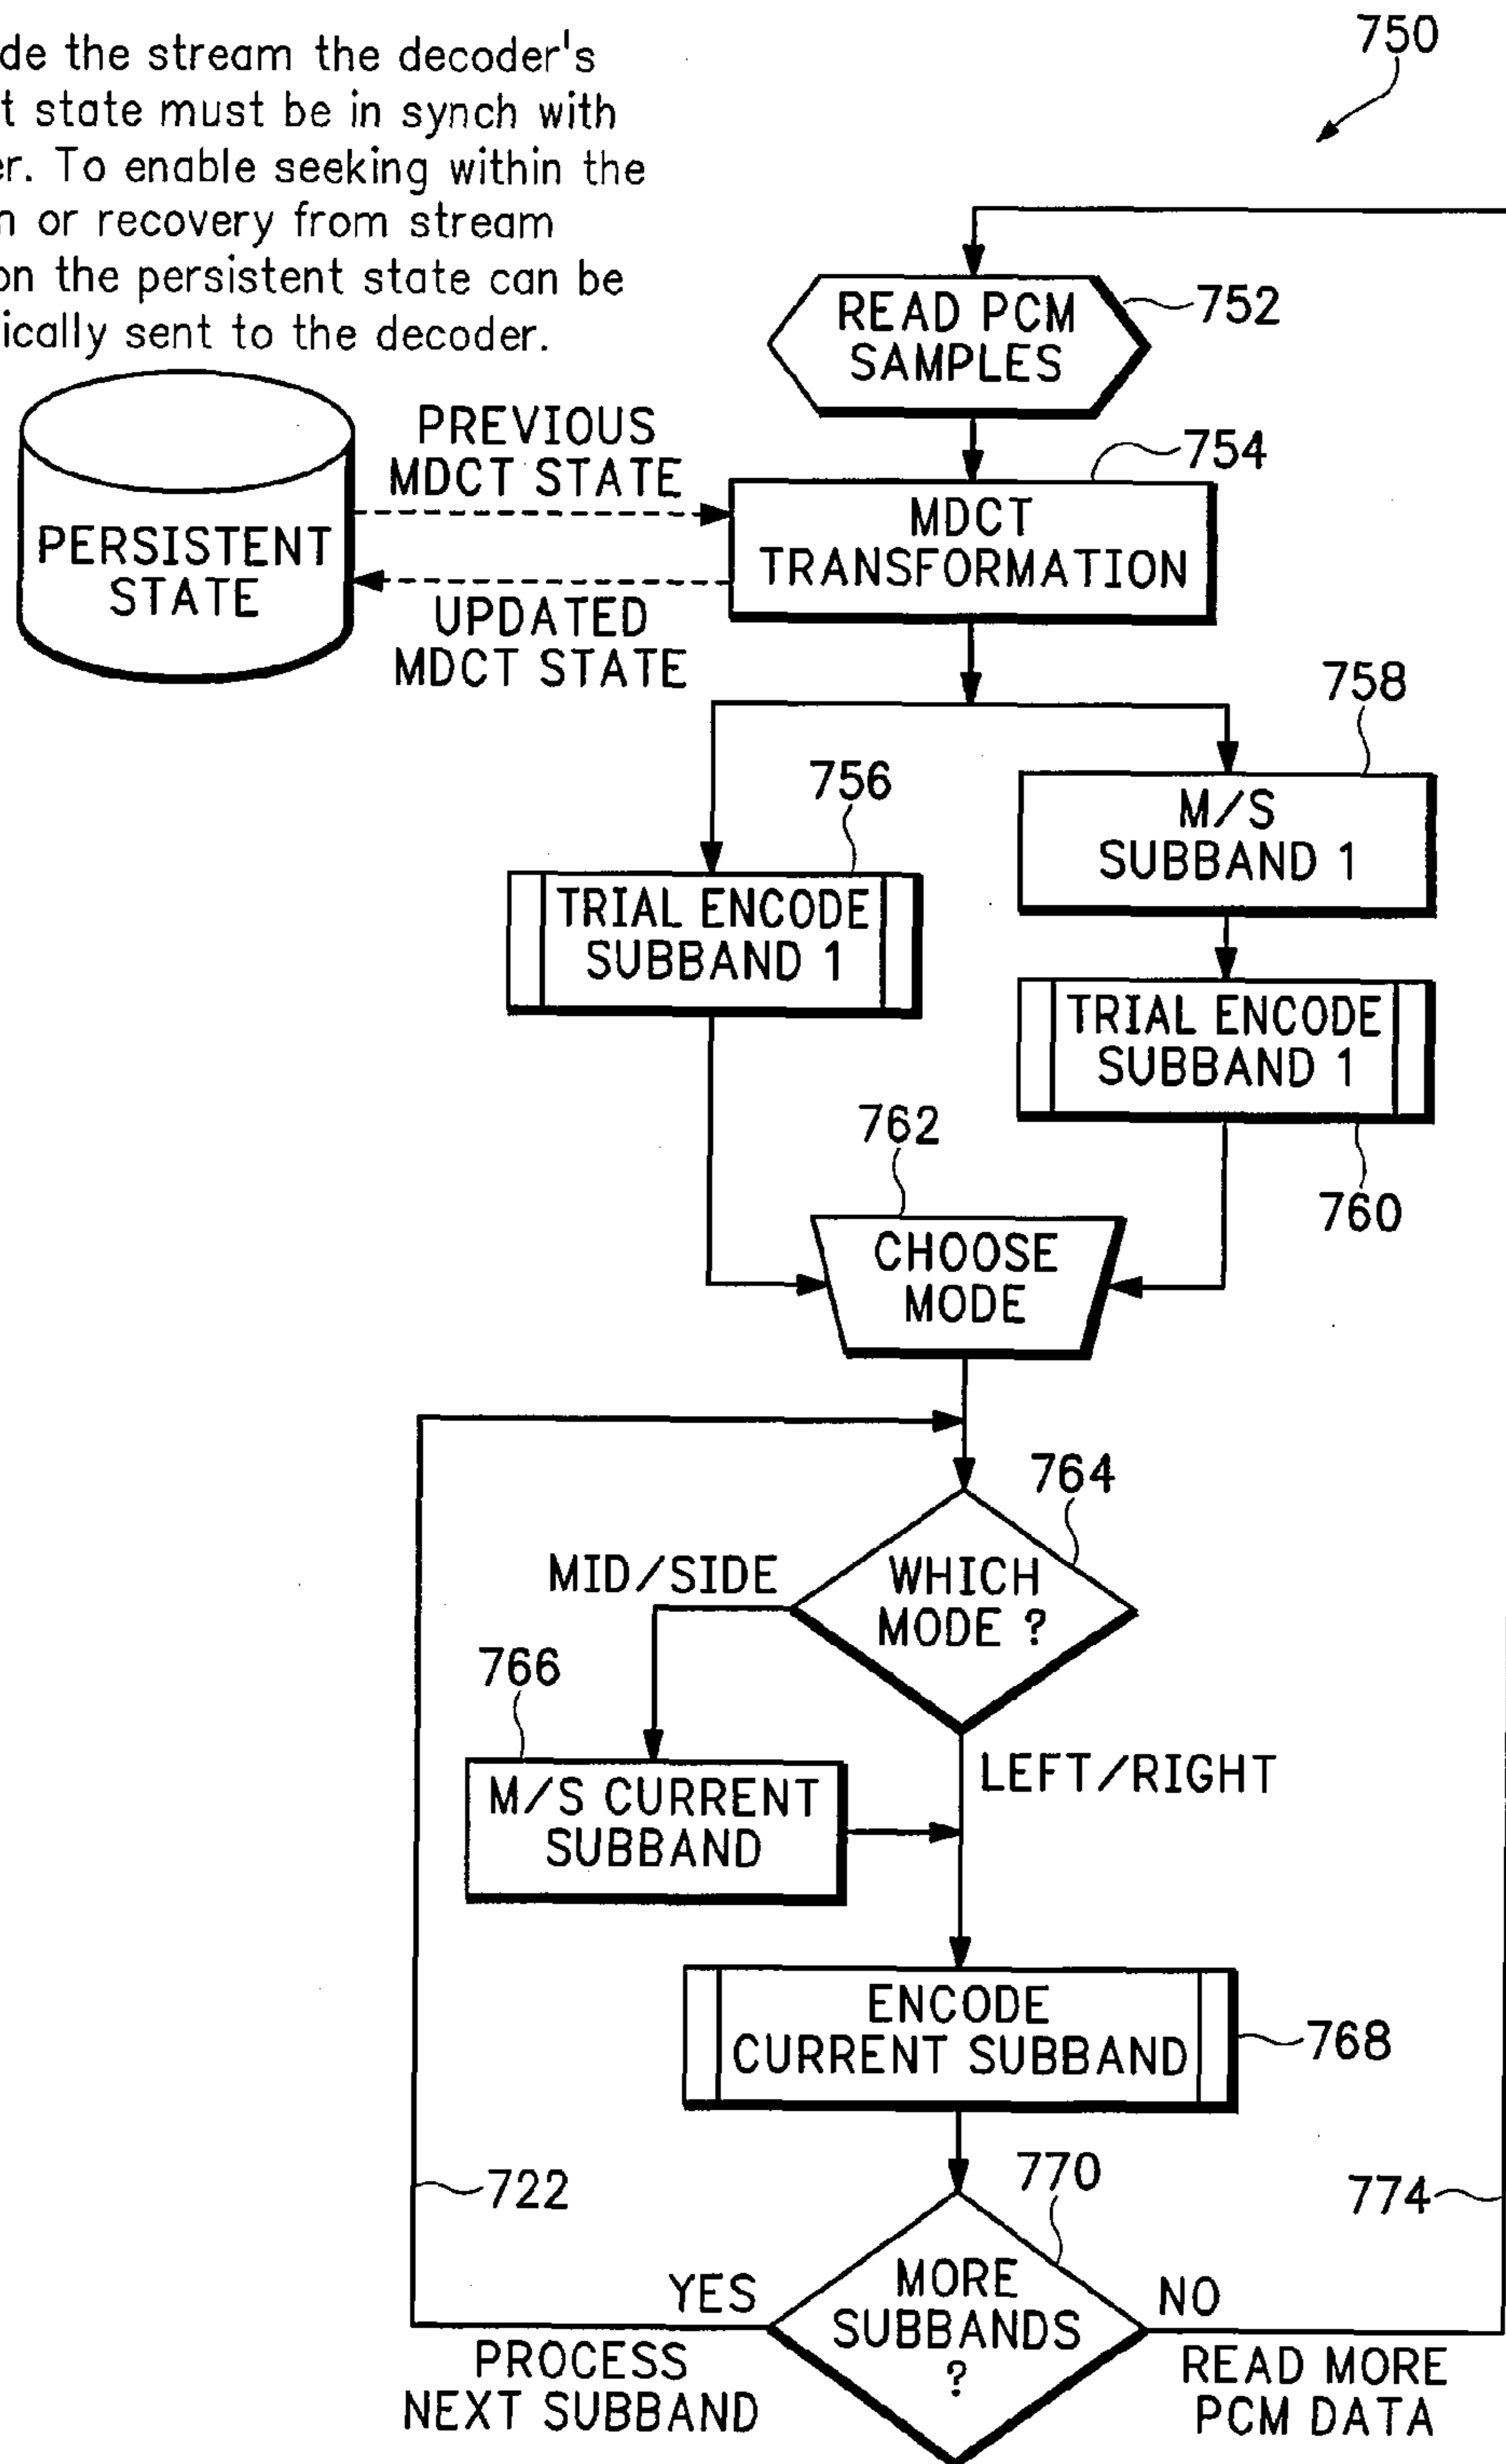 de the stream the decoder's
t state must be in synch with
er. To enable seeking within the
n or recovery from stream
on the persistent state can be
ically sent to the decoder.
750
READ PCM
SAMPLES
752
PREVIOUS
MDCT STATE
754
MDCT
TRANSFORMATION
PERSISTENT
STATE
UPDATED
MDCT STATE
758
756
M/S
SUBBAND 1
TRIAL ENCODE
SUBBAND 1
TRIAL ENCODE
SUBBAND 1
762
760
CHOOSE
MODE
764
MID/SIDE
WHICH
MODE ?
766
LEFT/RIGHT
M/S CURRENT
SUBBAND
ENCODE
CURRENT SUBBAND
768
722
770
774
YES
MORE
SUBBANDS
?
NO
PROCESS
NEXT SUBBAND
READ MORE
PCM DATA